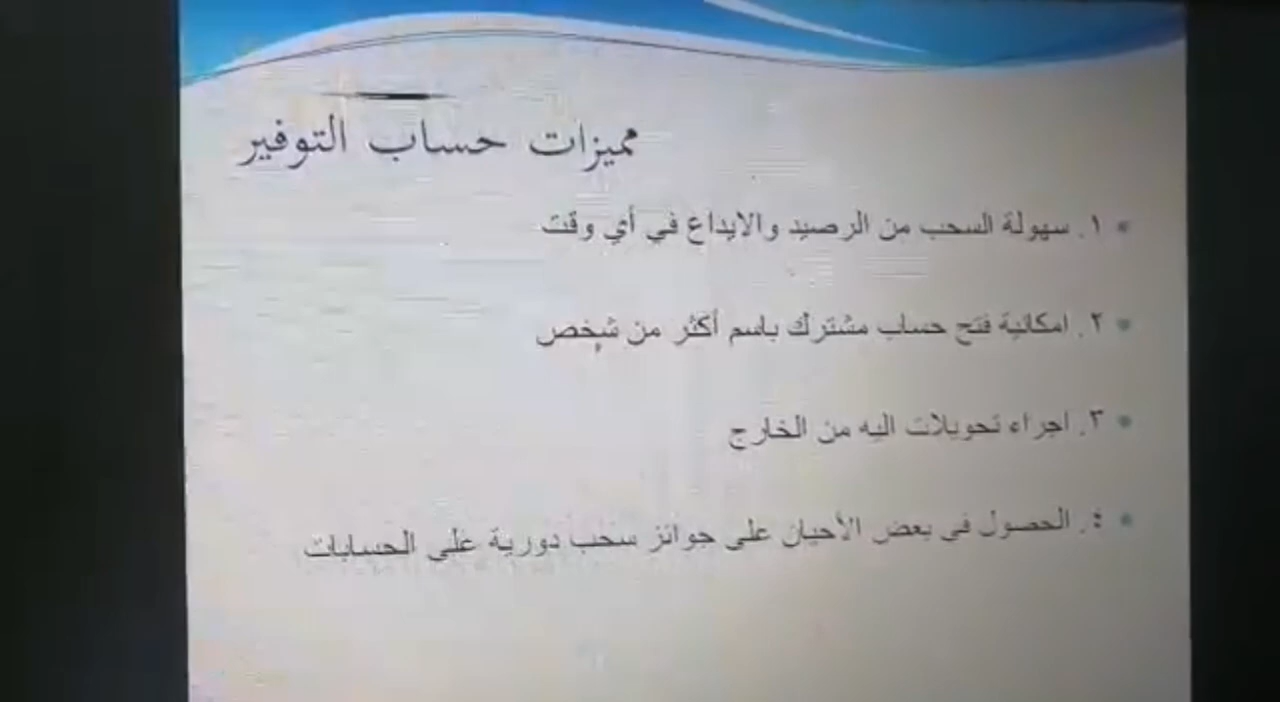 مميزات حساب التوفير
١. سهولة السحب من الرصيد والايداع في أي وقت
٢. امكانية فتح حساب مشترك باسم أكثر من شخص
٣. اجراء تحويلات اليه من الخارج
٤. الحصول في بعض الأحيان على جوائز سحب دورية على الحسابات